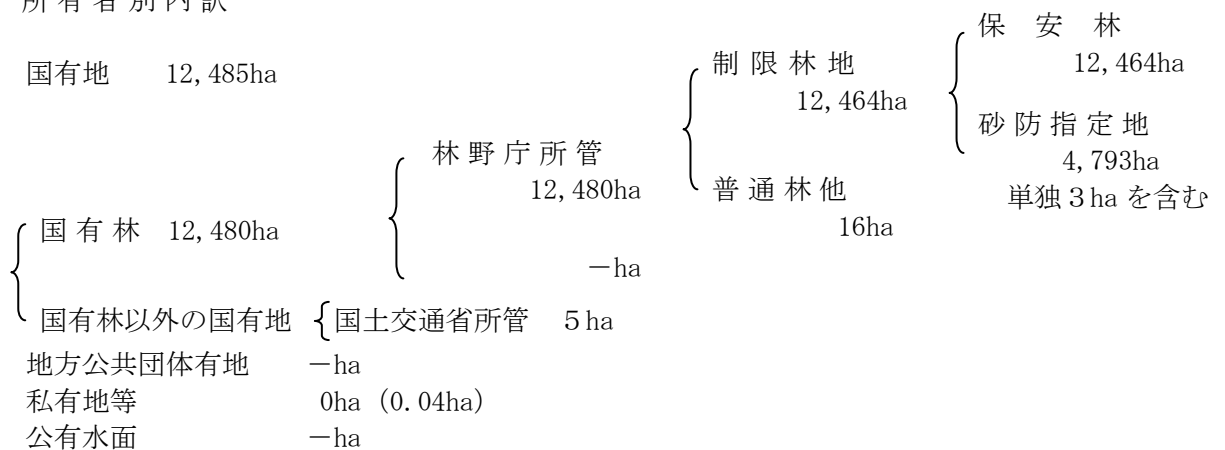 所有者別内訳
国有地 12,485ha
国有林 12,480ha
林野庁所管
12,480ha
制限林地
12,464ha
保安林
12,464ha
砂防指定地
4,793ha
単独3haを含む
普通林他
16ha
－ha
国有林以外の国有地 国土交通省所管 5ha
地方公共団体有地 －ha
私有地等 0ha (0.04ha)
公有水面 －ha